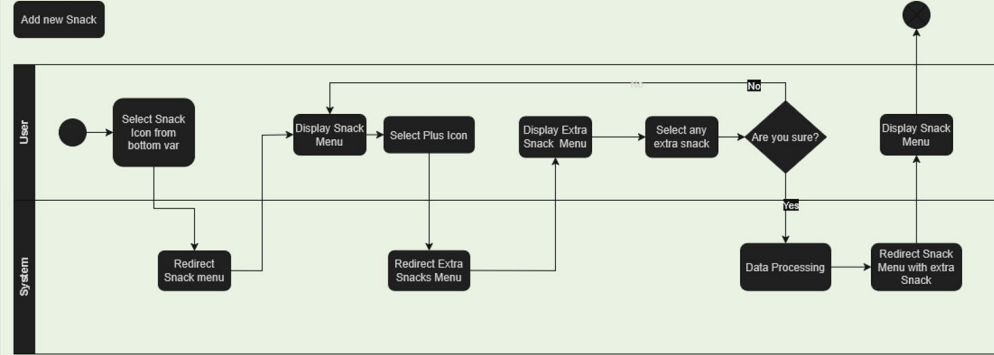 Add new Snack
User
Select Snack
Icon from
bottom var
Display Snack
Menu
Select Plus Icon
Display Extra
Snack Menu
Select any
extra snack
Are you sure?
No
No
Display Snack
Menu
Yes
System
Redirect
Snack menu
Redirect Extra
Snacks Menu
Data Processing
Redirect Snack
Menu with extra
Snack